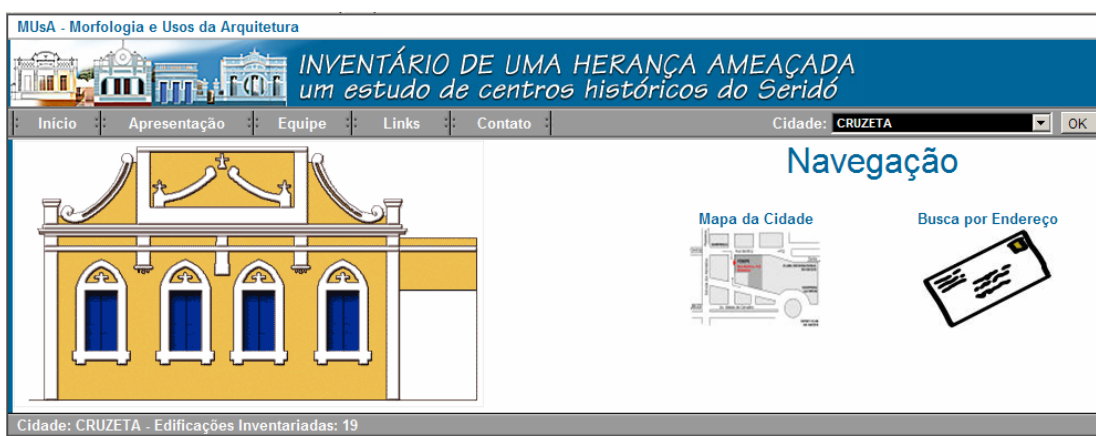 MUsA - Morfologia e Usos da Arquitetura
INVENTÁRIO DE UMA HERANÇA AMEAÇADA
um estudo de centros históricos do Seridó
Início Apresentação Equipe Links Contato Cidade: CRUZETA OK
Navegação
Mapa da Cidade Busca por Endereço
Cidade: CRUZETA - Edificações Inventariadas: 19